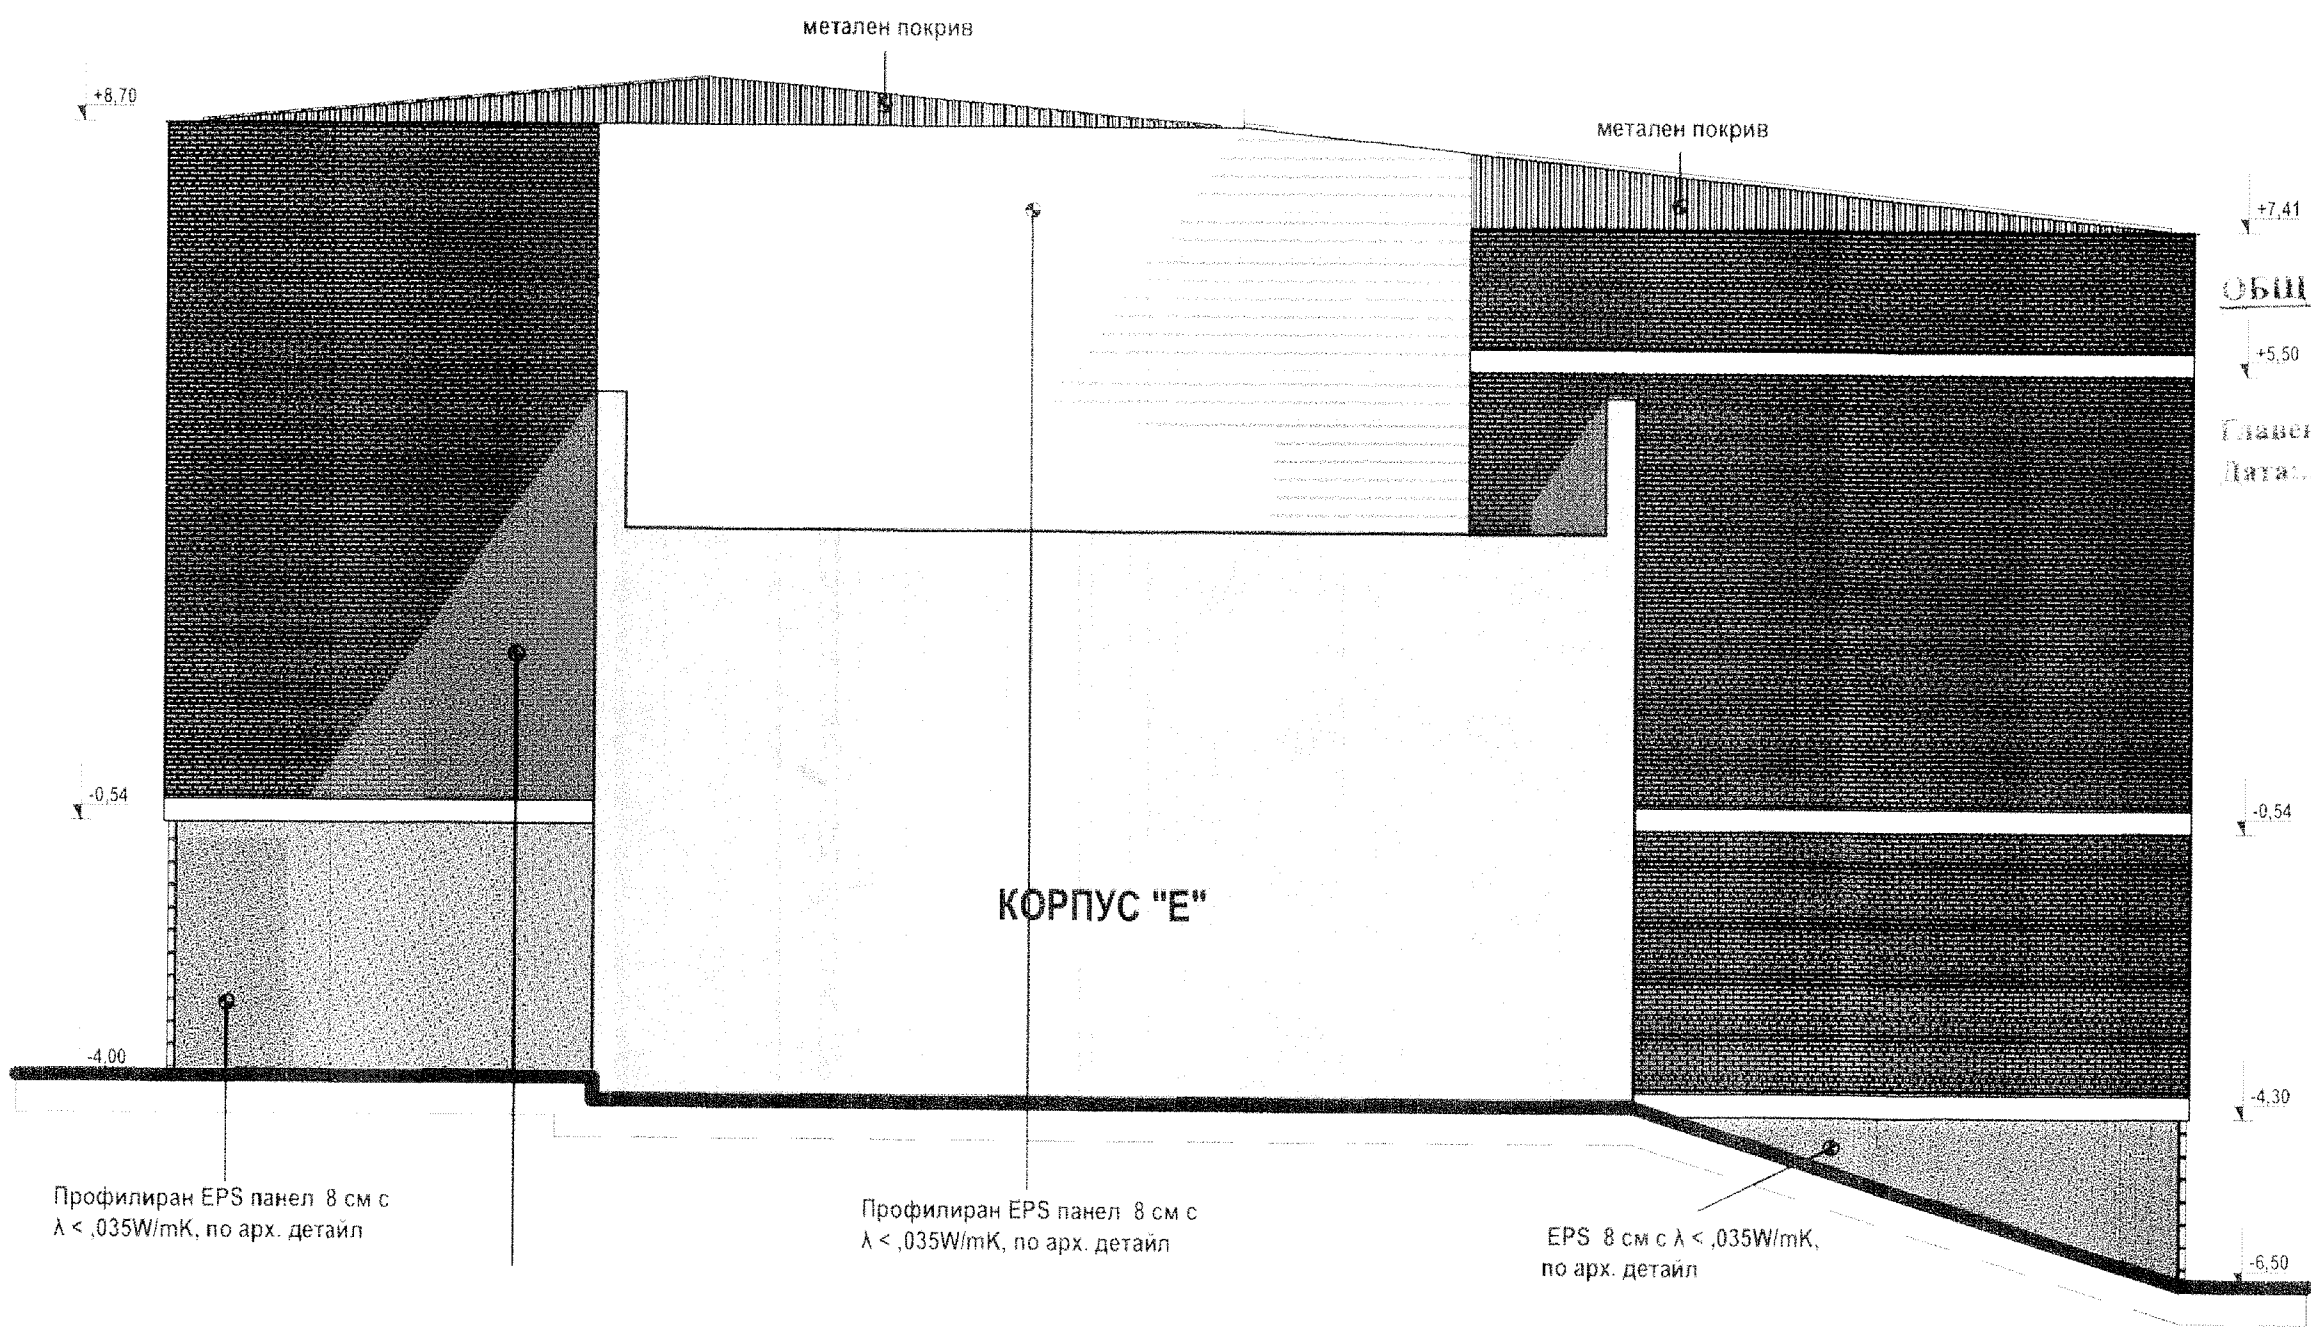 метален покрив
+8,70
метален покрив
+7,41
ОБЩ
+5,50
Главен
Дата:..
-0,54
-0,54
КОРПУС "Е"
-4,00
-4,30
Профилиран EPS панел 8 см с
λ < ,035W/mK, по арх. детайл
Профилиран EPS панел 8 см с
λ < ,035W/mK, по арх. детайл
EPS 8 см с λ < ,035W/mK,
по арх. детайл
-6,50